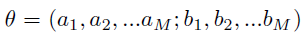 θ = (a₁, a₂, ...a_M; b₁, b₂, ...b_M)